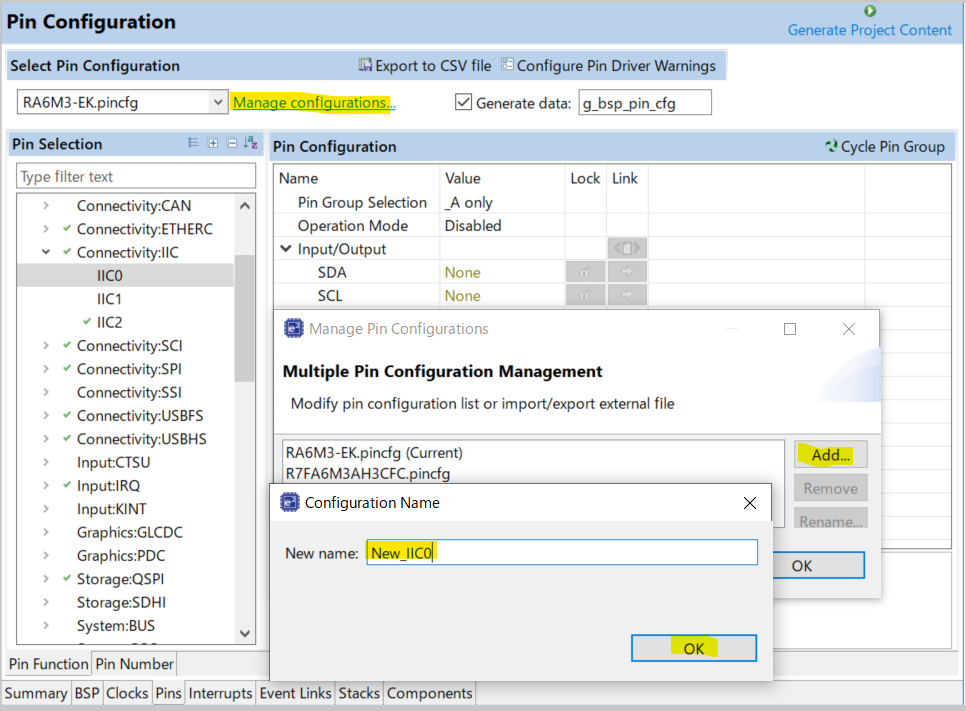 Pin Configuration
Generate Project Content
Select Pin Configuration
Export to CSV file
Configure Pin Driver Warnings
RA6M3-EK.pincfg
Manage configurations...
Generate data:
g_bsp_pin_cfg
Pin Selection
Pin Configuration
Cycle Pin Group
Type filter text
Name Value Lock Link
Pin Group Selection _A only
Operation Mode Disabled
Input/Output
SDA None
SCL None
Connectivity:CAN
Connectivity:ETHERC
Connectivity:IIC
IIC0
IIC1
IIC2
Connectivity:SCI
Connectivity:SPI
Connectivity:SSI
Connectivity:USBFS
Connectivity:USBHS
Input:CTSU
Input:IRQ
Input:KINT
Graphics:GLCDC
Graphics:PDC
Storage:QSPI
Storage:SDHI
System:BUS
Manage Pin Configurations
Multiple Pin Configuration Management
Modify pin configuration list or import/export external file
RA6M3-EK.pincfg (Current)
R7FA6M3AH3CFC.pincfg
Add...
Remove
Rename...
OK
Configuration Name
New name: New_IIC0
OK
Pin Function Pin Number
Summary BSP Clocks Pins Interrupts Event Links Stacks Components